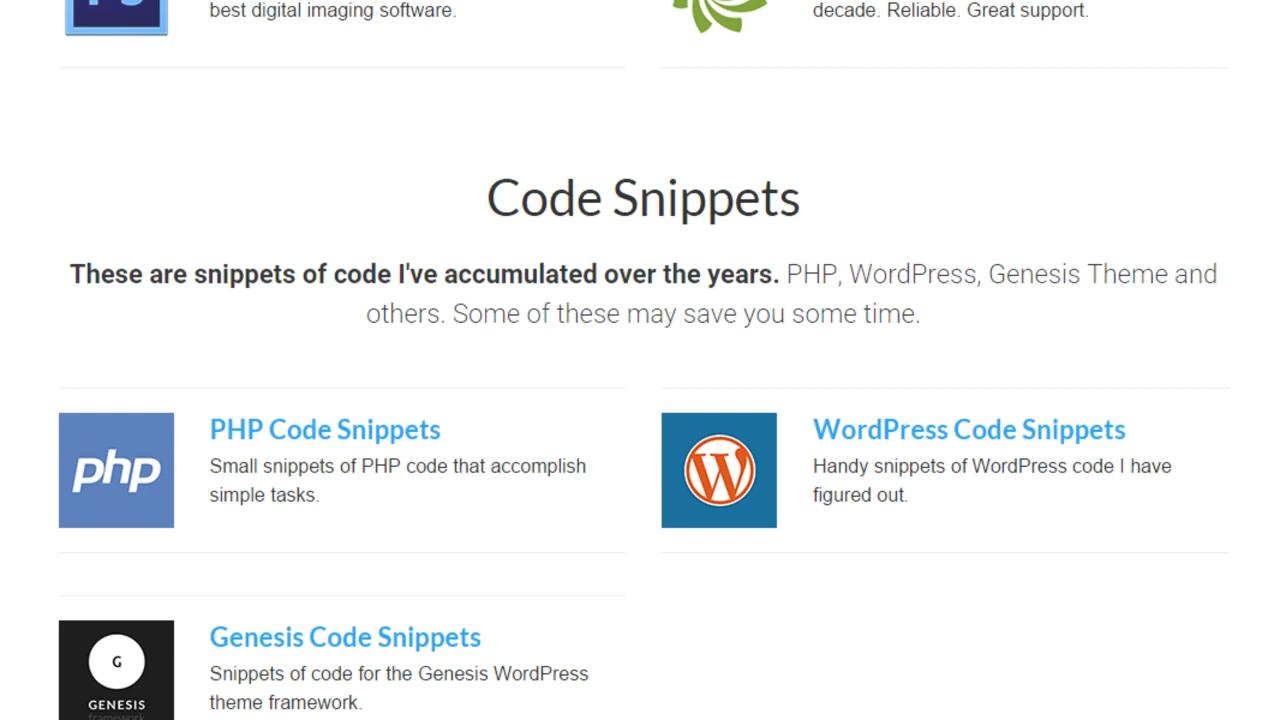 best digital imaging software.
decade. Reliable. Great support.
Code Snippets
These are snippets of code I've accumulated over the years. PHP, WordPress, Genesis Theme and
others. Some of these may save you some time.
php
PHP Code Snippets
Small snippets of PHP code that accomplish
simple tasks.
W
WordPress Code Snippets
Handy snippets of WordPress code I have
figured out.
G
GENESIS
framework
Genesis Code Snippets
Snippets of code for the Genesis WordPress
theme framework.